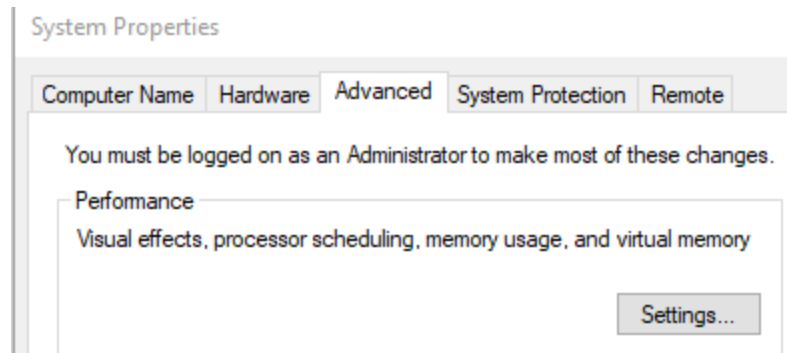 System Properties
Computer Name Hardware Advanced System Protection Remote
You must be logged on as an Administrator to make most of these changes.
Performance
Visual effects, processor scheduling, memory usage, and virtual memory
Settings...